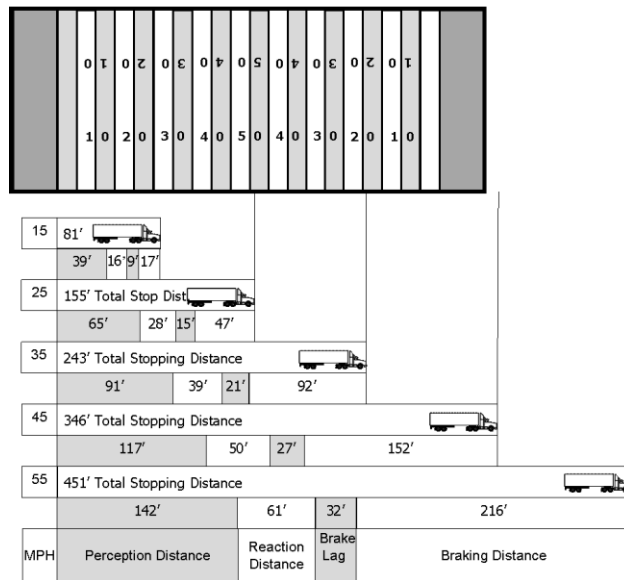 0 1 0 2 0 3 0 4 0 5 0 4 0 3 0 2 0 1
1 0 2 0 3 0 4 0 5 0 4 0 3 0 2 0 1 0
15 81′
39′ 16′ 9′ 17′
25 155′ Total Stop Dist
65′ 28′ 15′ 47′
35 243′ Total Stopping Distance
91′ 39′ 21′ 92′
45 346′ Total Stopping Distance
117′ 50′ 27′ 152′
55 451′ Total Stopping Distance
142′ 61′ 32′ 216′
MPH Perception Distance Reaction Distance Brake Lag Braking Distance